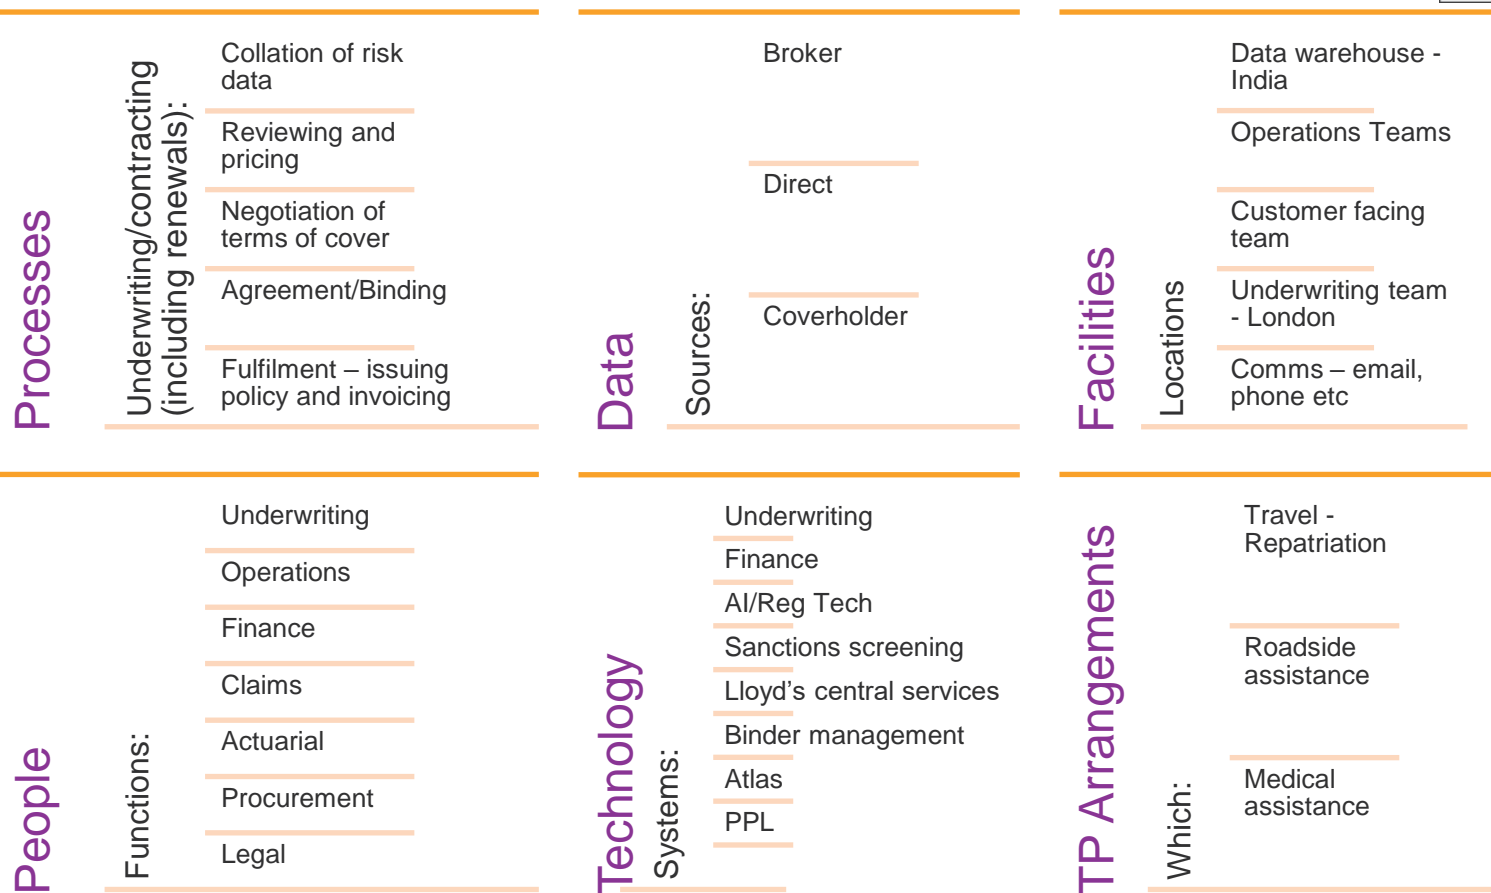 Processes
Underwriting/contracting
(including renewals):
Collation of risk
data
Reviewing and
pricing
Negotiation of
terms of cover
Agreement/Binding
Fulfilment – issuing
policy and invoicing
Data
Sources:
Broker
Direct
Coverholder
Facilities
Locations
Data warehouse -
India
Operations Teams
Customer facing
team
Underwriting team
- London
Comms – email,
phone etc
People
Functions:
Underwriting
Operations
Finance
Claims
Actuarial
Procurement
Legal
Technology
Systems:
Underwriting
Finance
AI/Reg Tech
Sanctions screening
Lloyd’s central services
Binder management
Atlas
PPL
TP Arrangements
Which:
Travel -
Repatriation
Roadside
assistance
Medical
assistance